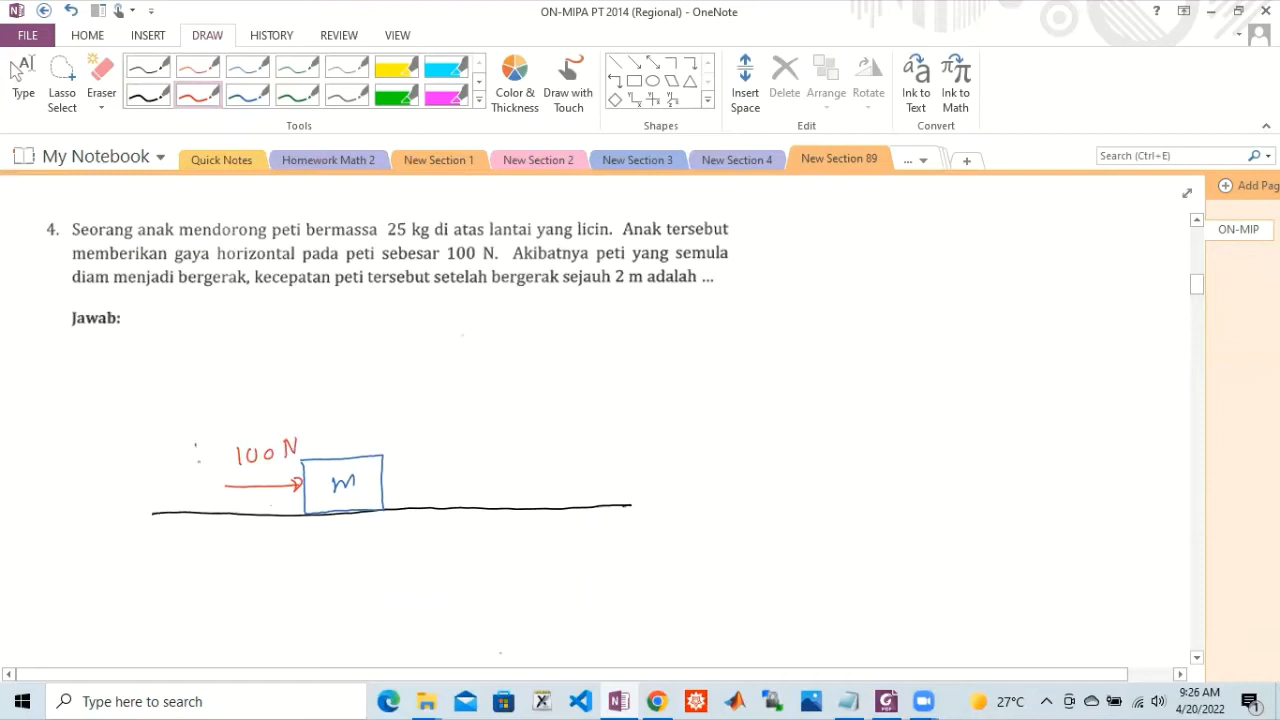 ON-MIPA PT 2014 (Regional) - OneNote
?
FILE HOME INSERT DRAW HISTORY REVIEW VIEW
Type
Lasso Select
Eraser
Color & Thickness
Draw with Touch
Insert Space
Delete
Arrange
Rotate
Ink to Text
Ink to Math
Tools
Shapes
Edit
Convert
My Notebook
Quick Notes Homework Math 2 New Section 1 New Section 2 New Section 3 New Section 4 New Section 89 ... +
Search (Ctrl+E)
Add Pag
ON-MIP
4. Seorang anak mendorong peti bermassa 25 kg di atas lantai yang licin. Anak tersebut
memberikan gaya horizontal pada peti sebesar 100 N. Akibatnya peti yang semula
diam menjadi bergerak, kecepatan peti tersebut setelah bergerak sejauh 2 m adalah ...
Jawab:
100 N
m
Type here to search
27°C
9:26 AM
4/20/2022
1